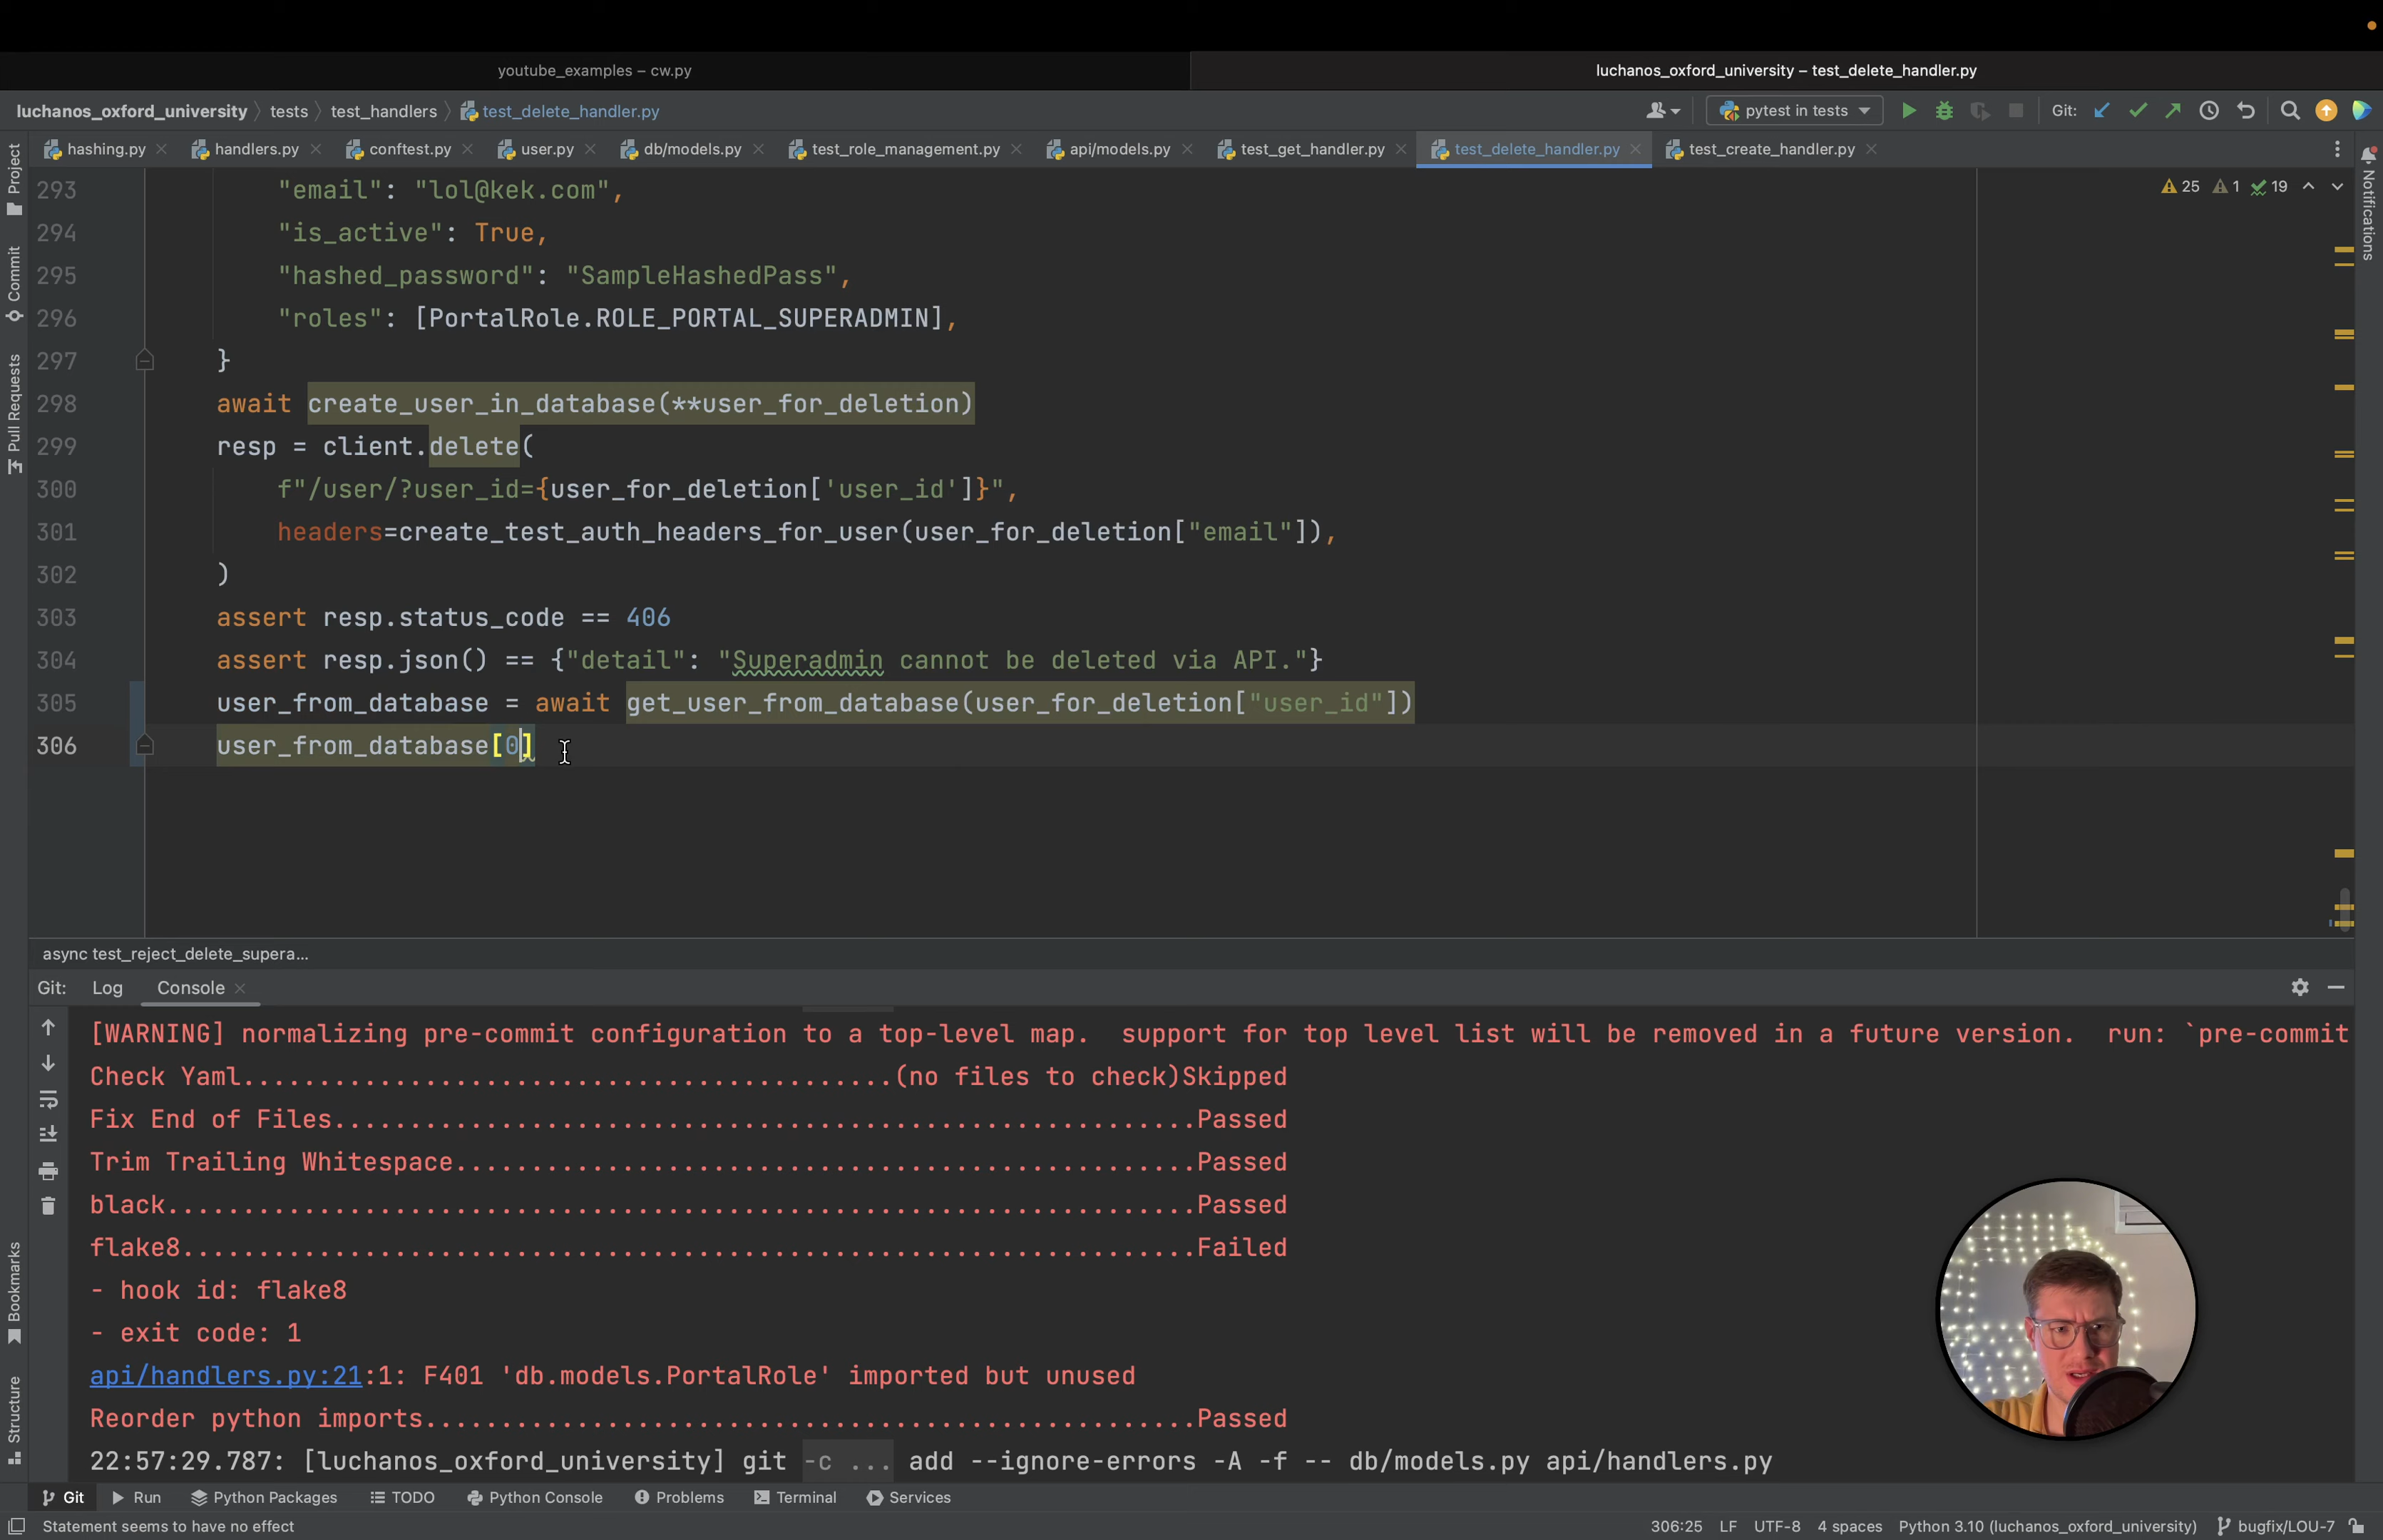 youtube_examples – cw.py
luchanos_oxford_university – test_delete_handler.py
luchanos_oxford_university tests test_handlers test_delete_handler.py
pytest in tests
Git:
hashing.py handlers.py conftest.py user.py db/models.py test_role_management.py api/models.py test_get_handler.py test_delete_handler.py test_create_handler.py
Project
Commit
Pull Requests
Bookmarks
Structure
Notifications
25 1 19
293 "email": "lol@kek.com",
294 "is_active": True,
295 "hashed_password": "SampleHashedPass",
296 "roles": [PortalRole.ROLE_PORTAL_SUPERADMIN],
297 }
298 await create_user_in_database(**user_for_deletion)
299 resp = client.delete(
300 f"/user/?user_id={user_for_deletion['user_id']}",
301 headers=create_test_auth_headers_for_user(user_for_deletion["email"]),
302 )
303 assert resp.status_code == 406
304 assert resp.json() == {"detail": "Superadmin cannot be deleted via API."}
305 user_from_database = await get_user_from_database(user_for_deletion["user_id"])
306 user_from_database[0]
async test_reject_delete_supera...
Git: Log Console
[WARNING] normalizing pre-commit configuration to a top-level map.  support for top level list will be removed in a future version.  run: `pre-commit
Check Yaml...........................................(no files to check)Skipped
Fix End of Files.........................................................Passed
Trim Trailing Whitespace.................................................Passed
black....................................................................Passed
flake8...................................................................Failed
- hook id: flake8
- exit code: 1
api/handlers.py:21:1: F401 'db.models.PortalRole' imported but unused
Reorder python imports...................................................Passed
22:57:29.787: [luchanos_oxford_university] git -c ... add --ignore-errors -A -f -- db/models.py api/handlers.py
Git Run Python Packages TODO Python Console Problems Terminal Services
Statement seems to have no effect 306:25 LF UTF-8 4 spaces Python 3.10 (luchanos_oxford_university) bugfix/LOU-7